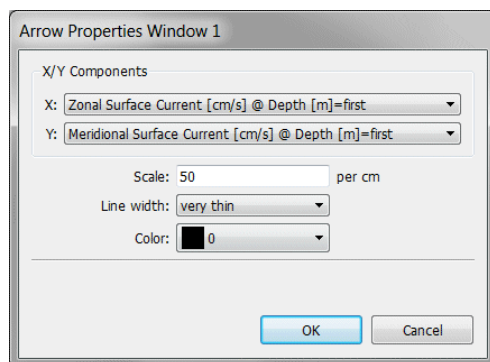 Arrow Properties Window 1
X/Y Components
X: Zonal Surface Current [cm/s] @ Depth [m]=first
Y: Meridional Surface Current [cm/s] @ Depth [m]=first
Scale: 50 per cm
Line width: very thin
Color: 0
OK Cancel